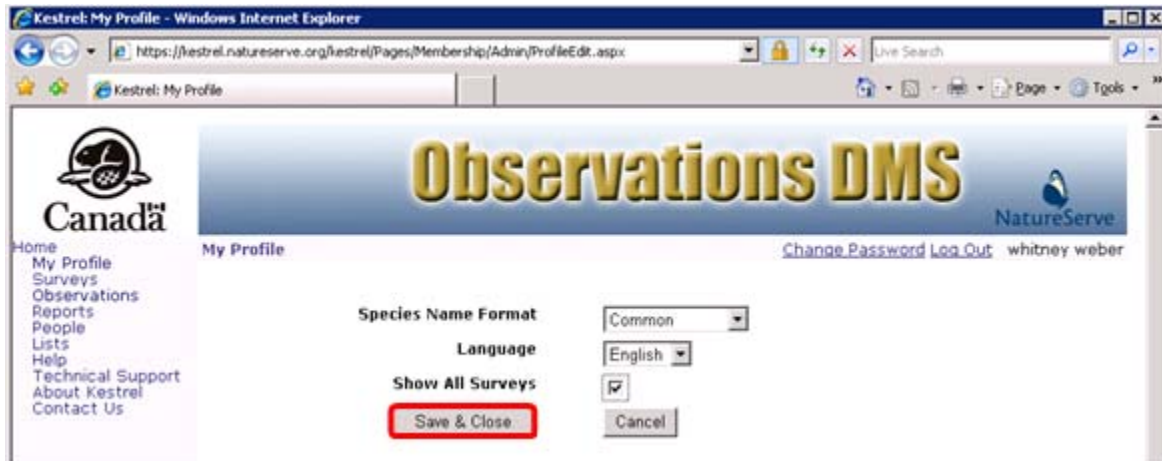 Kestrel: My Profile - Windows Internet Explorer
https://kestrel.natureserve.org/kestrel/Pages/Membership/Admin/ProfileEdit.aspx
Live Search
Kestrel: My Profile
Page
Tools
Canada
Observations DMS
NatureServe
Home
My Profile
Surveys
Observations
Reports
People
Lists
Help
Technical Support
About Kestrel
Contact Us
My Profile
Change Password Log Out whitney weber
Species Name Format Common
Language English
Show All Surveys
Save & Close Cancel